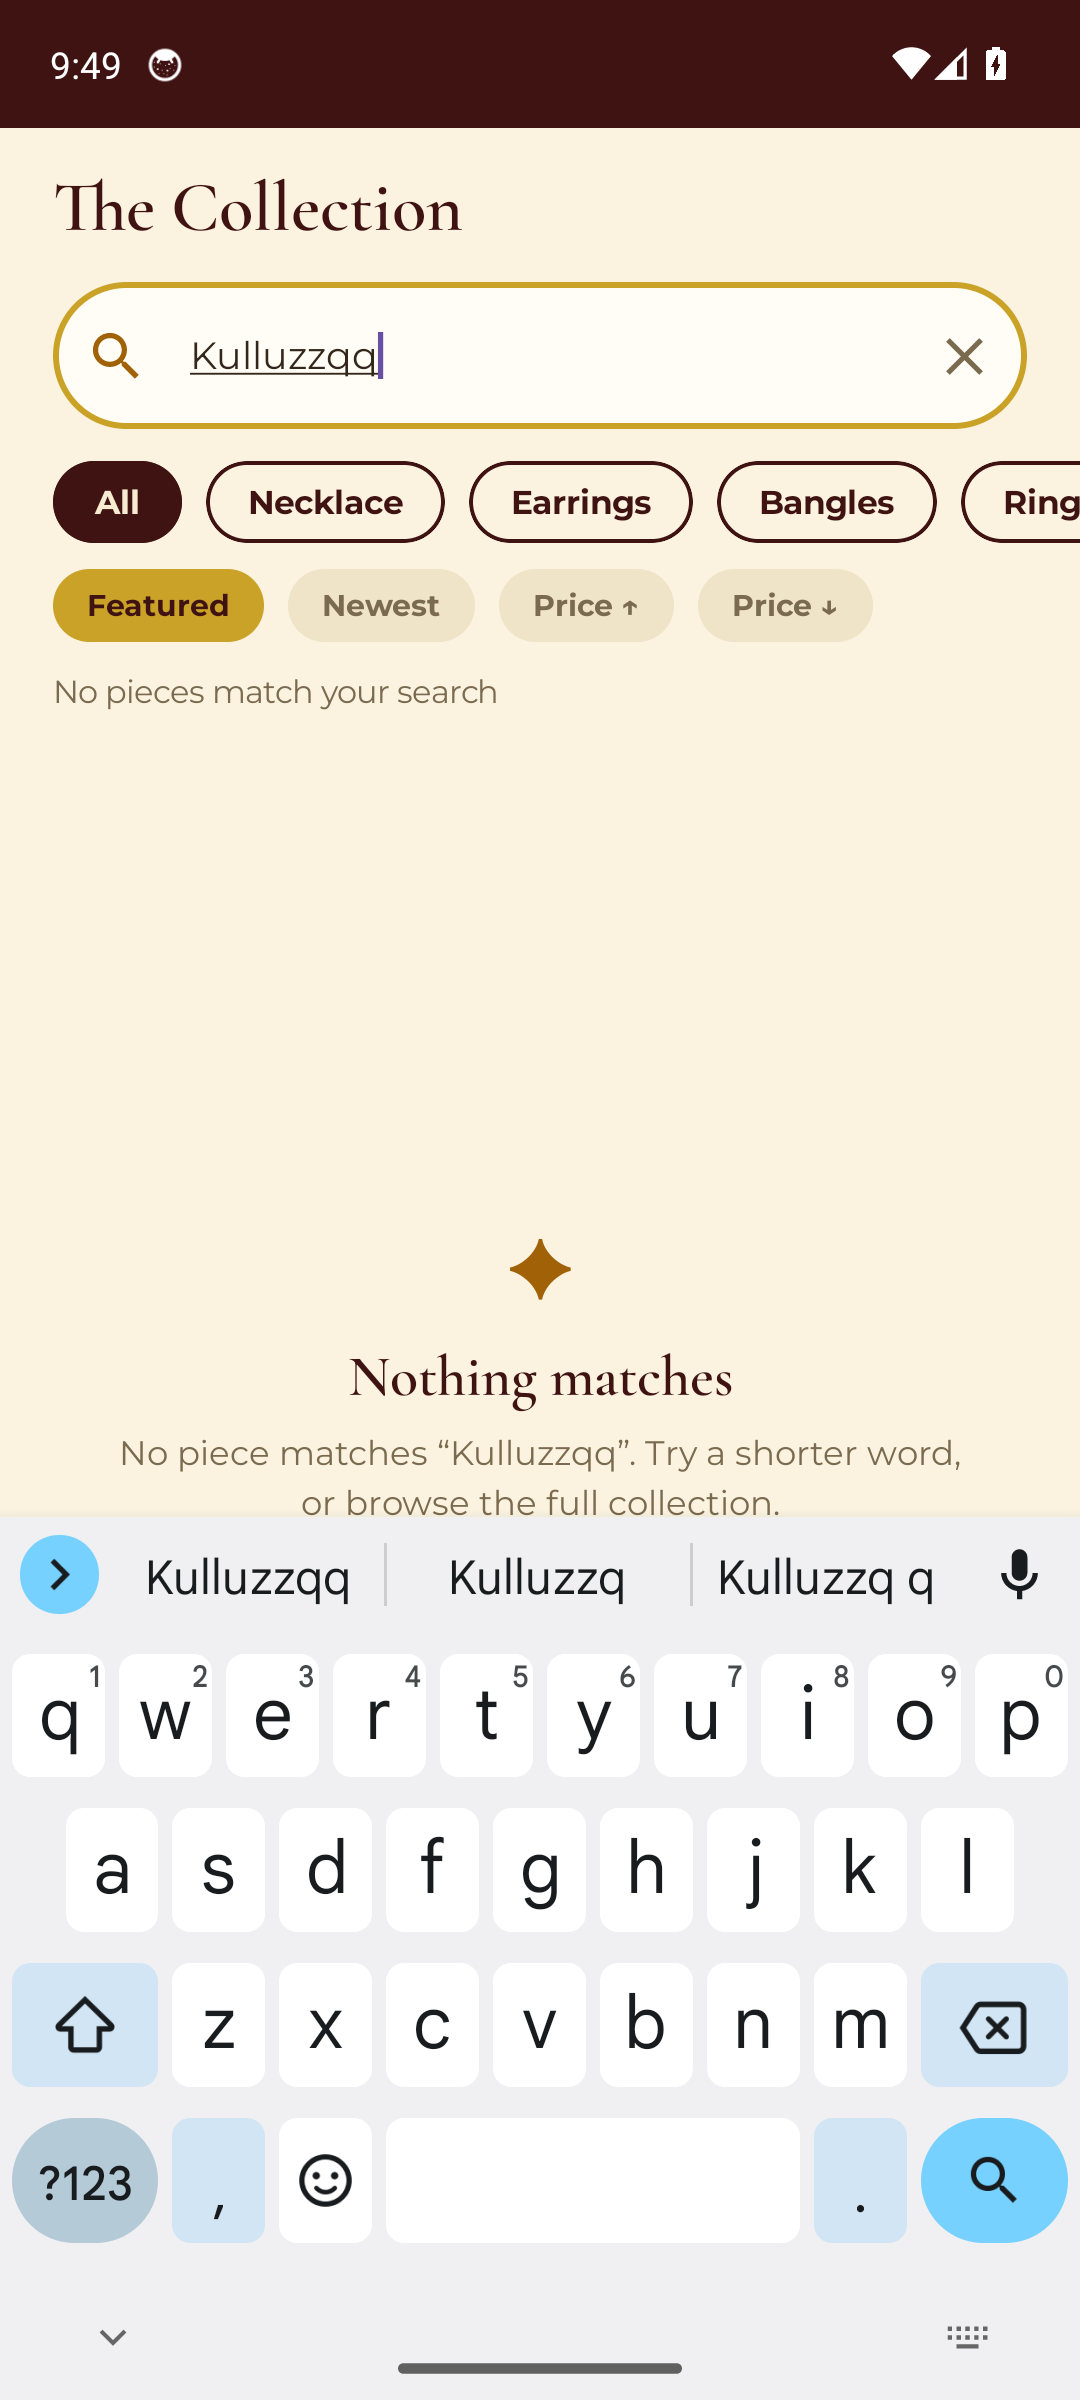 9:49
The Collection
Kulluzzqq
All Necklace Earrings Bangles Ring
Featured Newest Price ↑ Price ↓
No pieces match your search
Nothing matches
No piece matches “Kulluzzqq”. Try a shorter word,
or browse the full collection.
Kulluzzqq Kulluzzq Kulluzzq q
1 2 3 4 5 6 7 8 9 0
q w e r t y u i o p
a s d f g h j k l
z x c v b n m
?123 , .